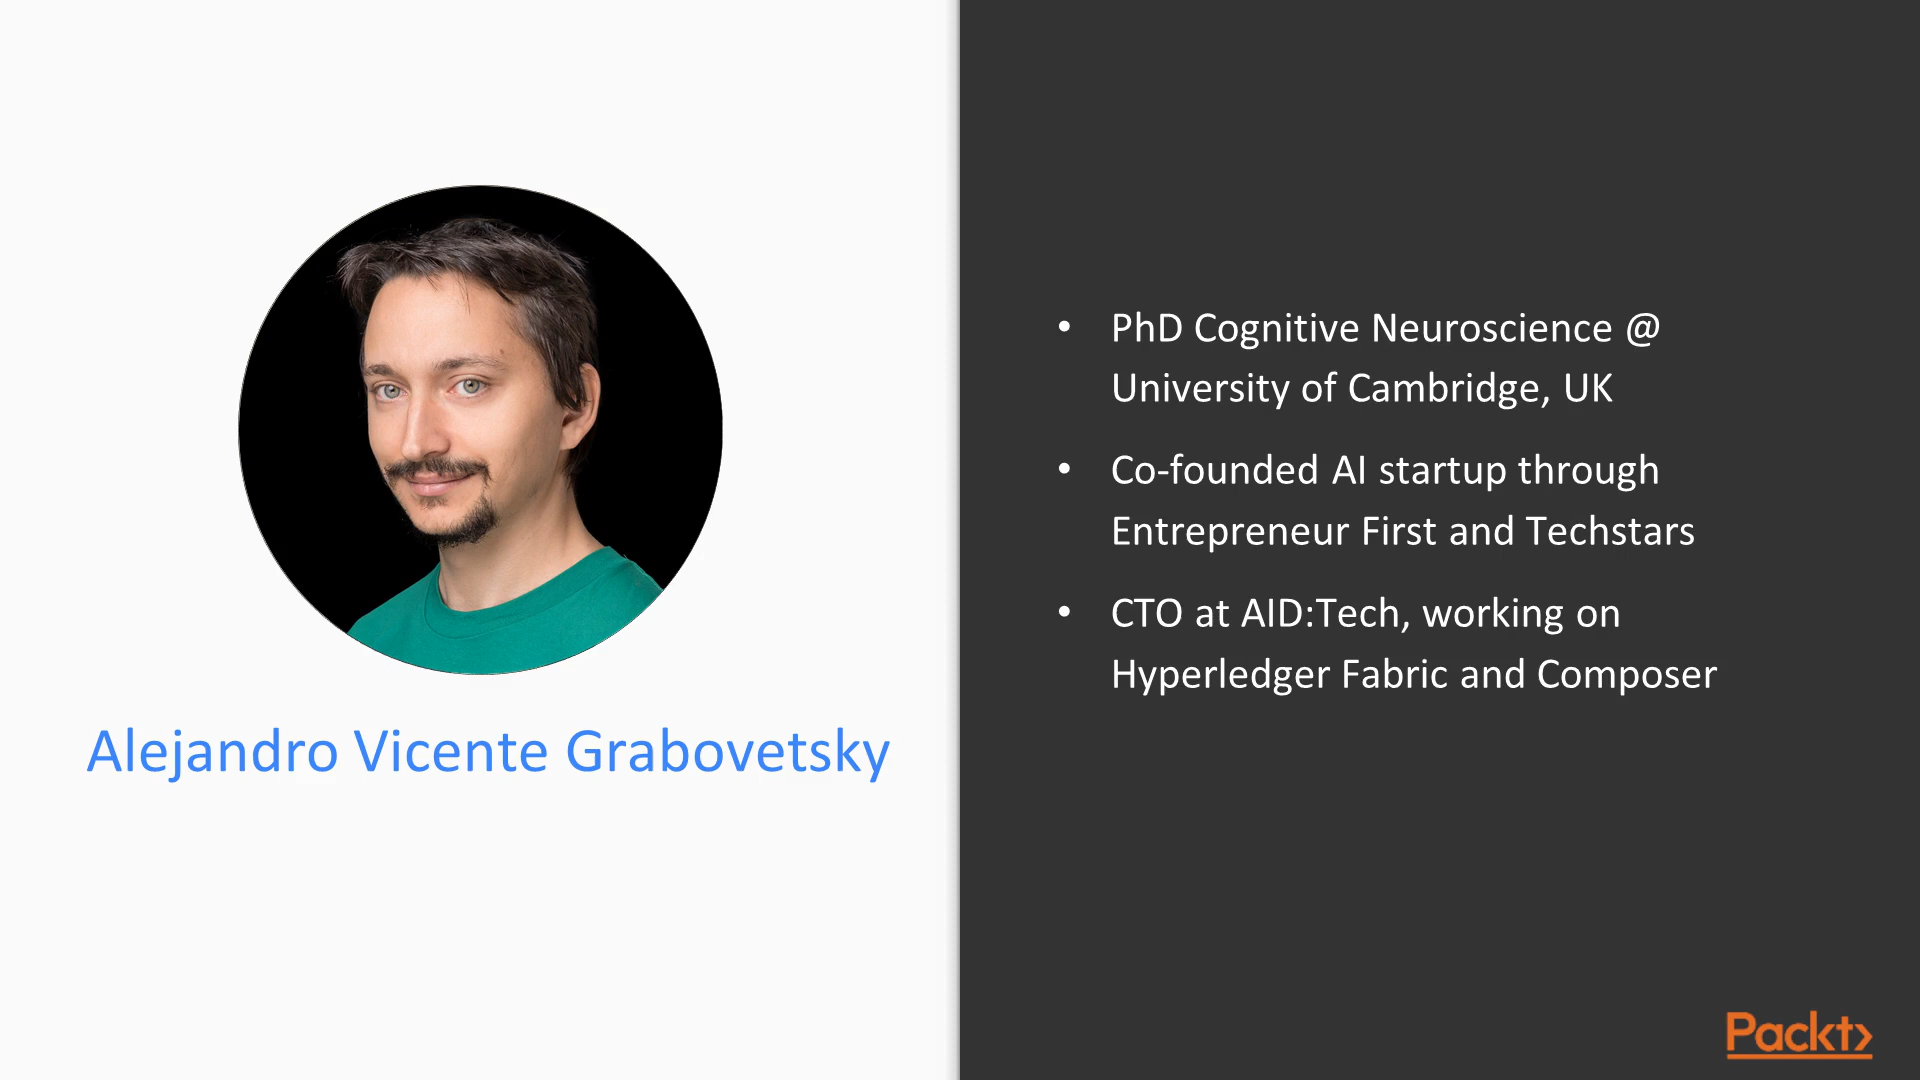 Alejandro Vicente Grabovetsky
• PhD Cognitive Neuroscience @
University of Cambridge, UK
• Co-founded AI startup through
Entrepreneur First and Techstars
• CTO at AID:Tech, working on
Hyperledger Fabric and Composer
Packt>